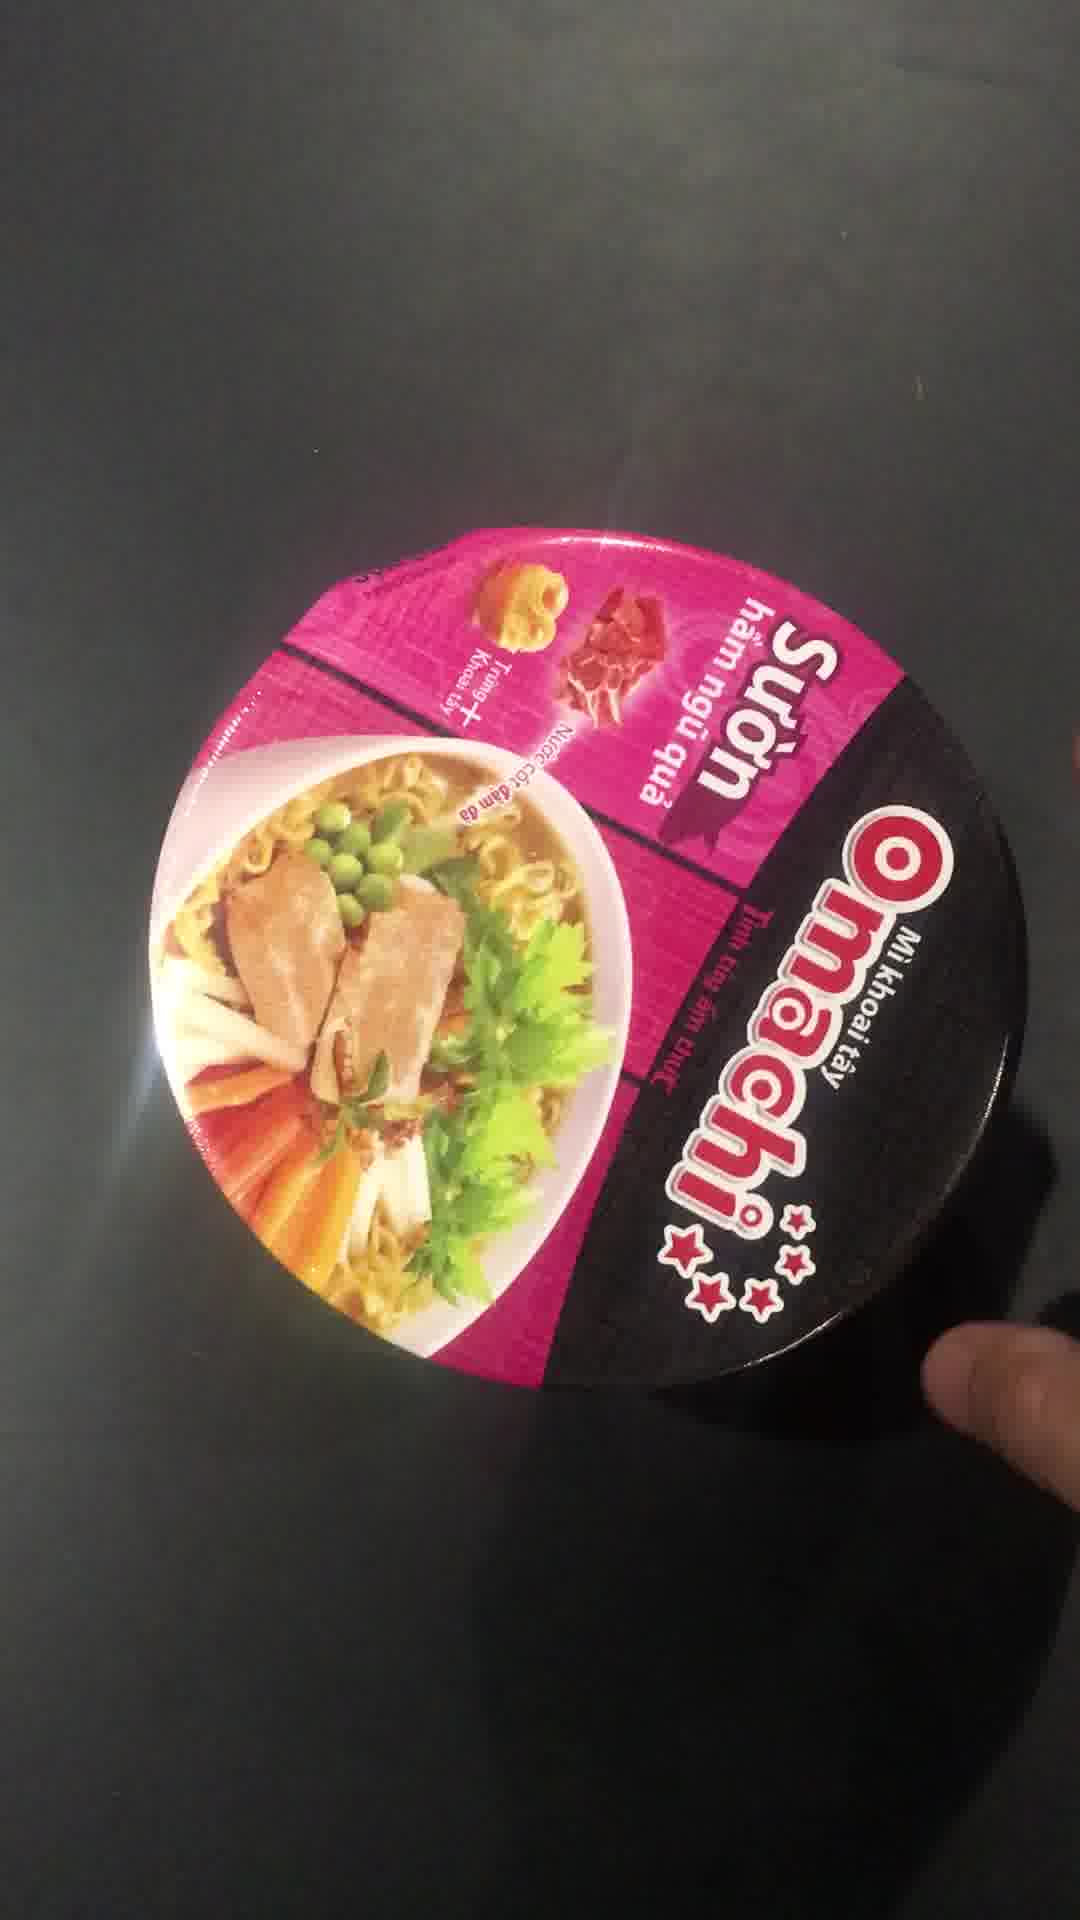 Mì khoai tây
Omachi
Tinh túy ẩm thực
Sườn
hầm ngũ quả
Nước cốt đậm đà
Trứng+
Khoai tây